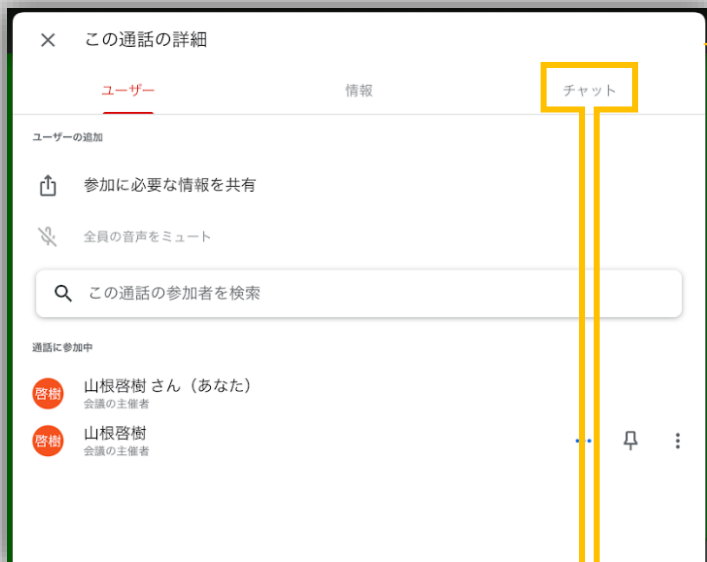 この通話の詳細
ユーザー 情報 チャット
ユーザーの追加
参加に必要な情報を共有
全員の音声をミュート
この通話の参加者を検索
通話に参加中
啓樹 山根啓樹 さん（あなた）
会議の主催者
啓樹 山根啓樹
会議の主催者